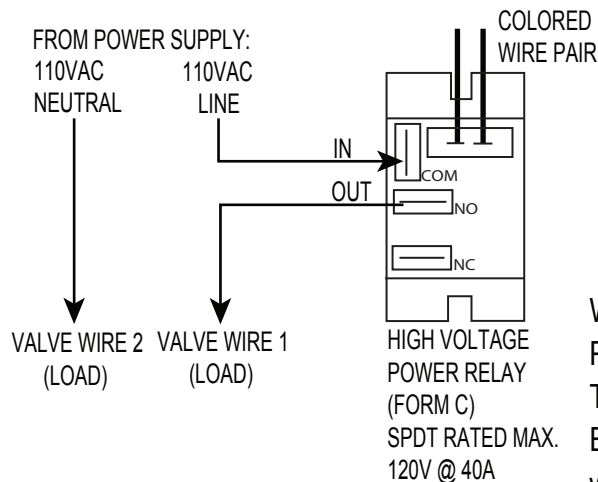 FROM POWER SUPPLY:
110VAC
NEUTRAL
110VAC
LINE
COLORED
WIRE PAIR
IN
COM
OUT
NO
NC
VALVE WIRE 2
(LOAD)
VALVE WIRE 1
(LOAD)
HIGH VOLTAGE
POWER RELAY
(FORM C)
SPDT RATED MAX.
120V @ 40A